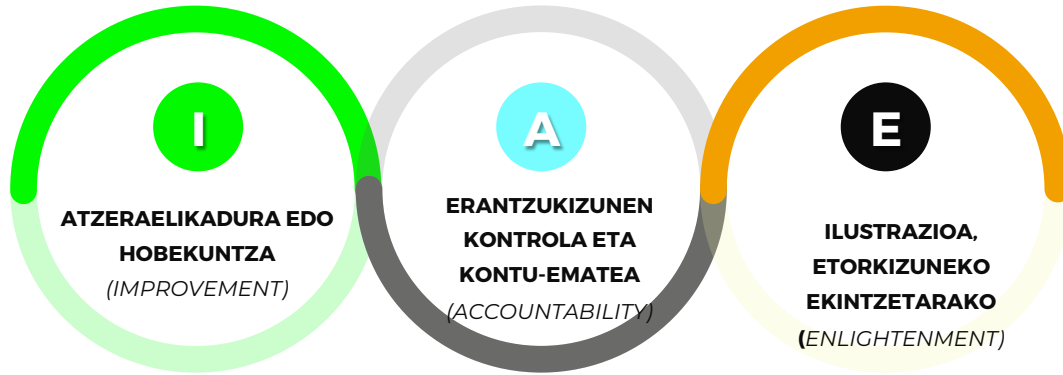 I
ATZERAELIKADURA EDO
HOBEKUNTZA
(IMPROVEMENT)
A
ERANTZUKIZUNEN
KONTROLA ETA
KONTU-EMATEA
(ACCOUNTABILITY)
E
ILUSTRAZIOA,
ETORKIZUNEKO
EKINTZETARAKO
(ENLIGHTENMENT)